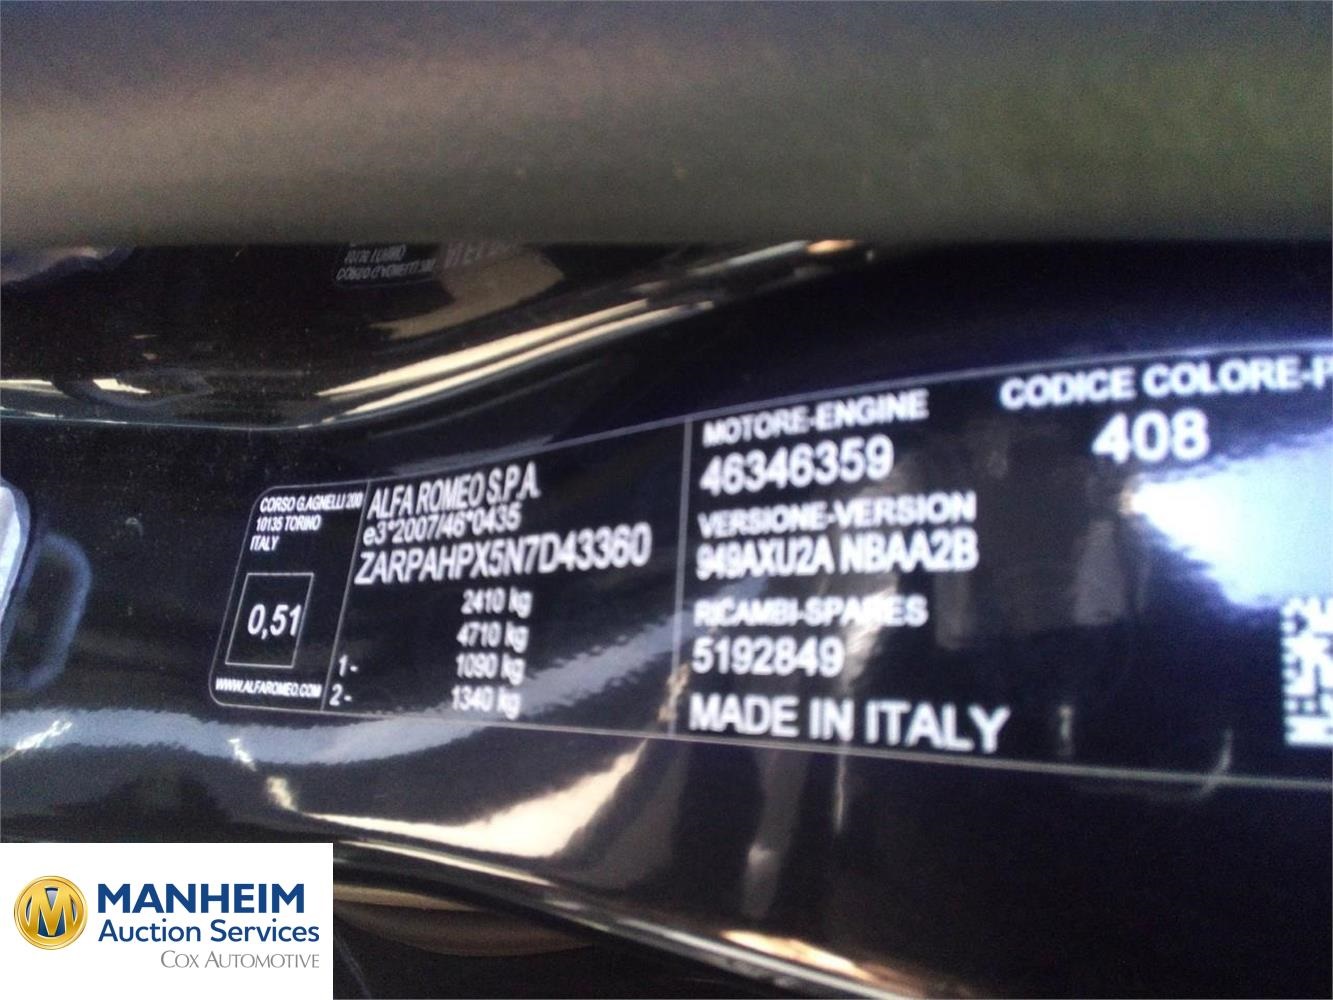 CORSO G.AGNELLI 200
10135 TORINO
ITALY
0,51
WWW.ALFAROMEO.COM
ALFA ROMEO S.P.A.
e3*2007/46*0435
ZARPAHPX5N7D43360
2410 kg
4710 kg
1- 1090 kg
2- 1340 kg
MOTORE-ENGINE
46346359
VERSIONE-VERSION
949AXU2A NBAA2B
RICAMBI-SPARES
5192849
MADE IN ITALY
CODICE COLORE-P
408
MANHEIM
Auction Services
COX AUTOMOTIVE